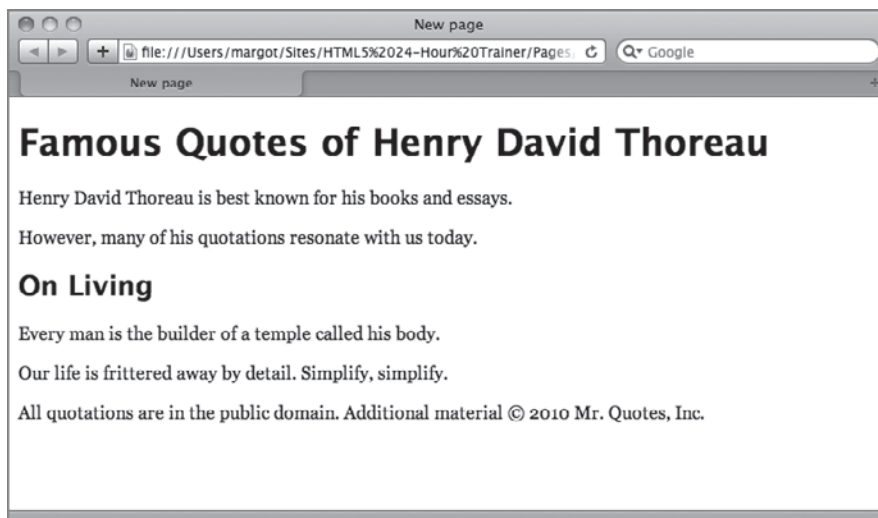 New page
file:///Users/margot/Sites/HTML5%2024-Hour%20Trainer/Pages/
Google
New page
Famous Quotes of Henry David Thoreau
Henry David Thoreau is best known for his books and essays.
However, many of his quotations resonate with us today.
On Living
Every man is the builder of a temple called his body.
Our life is frittered away by detail. Simplify, simplify.
All quotations are in the public domain. Additional material © 2010 Mr. Quotes, Inc.